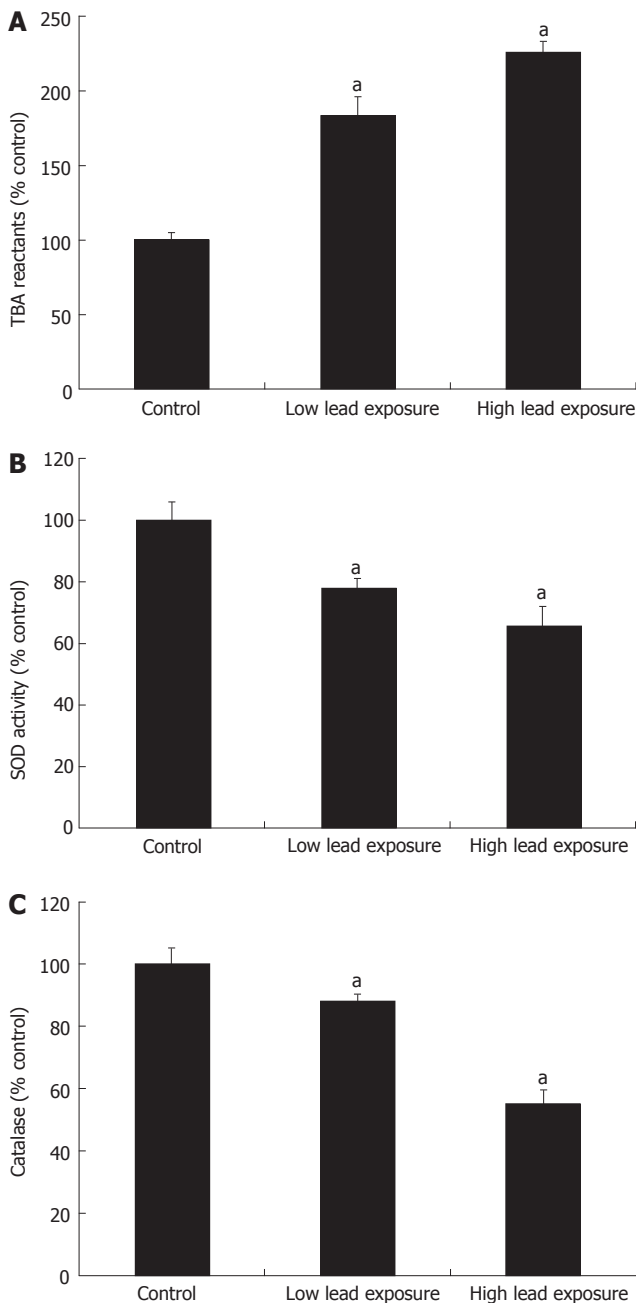 A
TBA reactants (% control)
250
200
150
100
50
0
a
a
Control
Low lead exposure
High lead exposure
B
SOD activity (% control)
120
100
80
60
40
20
0
a
a
Control
Low lead exposure
High lead exposure
C
Catalase (% control)
120
100
80
60
40
20
0
a
a
Control
Low lead exposure
High lead exposure